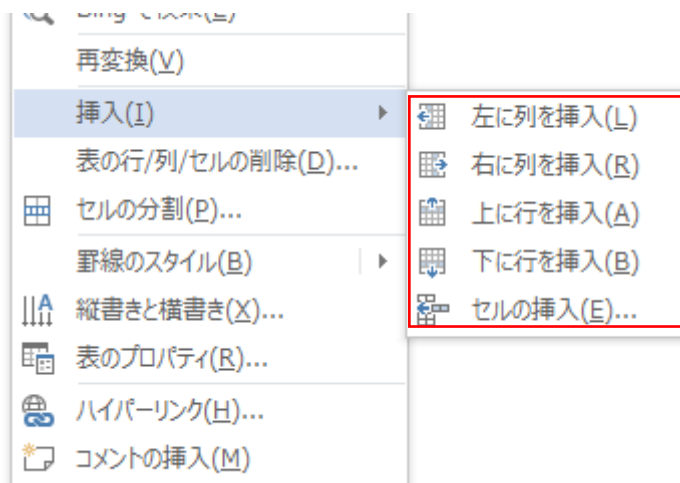 再変換(V)
挿入(I)
表の行/列/セルの削除(D)...
セルの分割(P)...
罫線のスタイル(B)
縦書きと横書き(X)...
表のプロパティ(R)...
ハイパーリンク(H)...
コメントの挿入(M)
左に列を挿入(L)
右に列を挿入(R)
上に行を挿入(A)
下に行を挿入(B)
セルの挿入(E)...